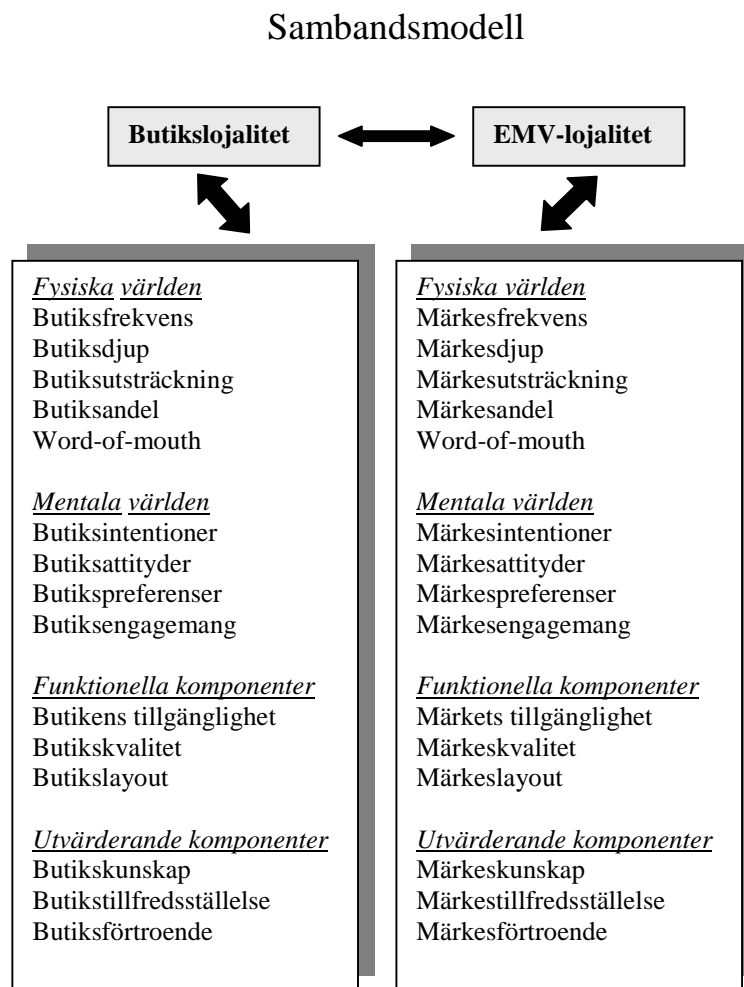 Sambandsmodell
Butikslojalitet
EMV-lojalitet
Fysiska världen
Butiksfrekvens
Butiksdjup
Butiksutsträckning
Butiksandel
Word-of-mouth
Mentala världen
Butiksintentioner
Butiksattityder
Butikspreferenser
Butiksengagemang
Funktionella komponenter
Butikens tillgänglighet
Butikskvalitet
Butikslayout
Utvärderande komponenter
Butikskunskap
Butikstillfredsställelse
Butiksförtroende
Fysiska världen
Märkesfrekvens
Märkesdjup
Märkesutsträckning
Märkesandel
Word-of-mouth
Mentala världen
Märkesintentioner
Märkesattityder
Märkespreferenser
Märkesengagemang
Funktionella komponenter
Märkets tillgänglighet
Märkeskvalitet
Märkeslayout
Utvärderande komponenter
Märkeskunskap
Märkestillfredsställelse
Märkesförtroende